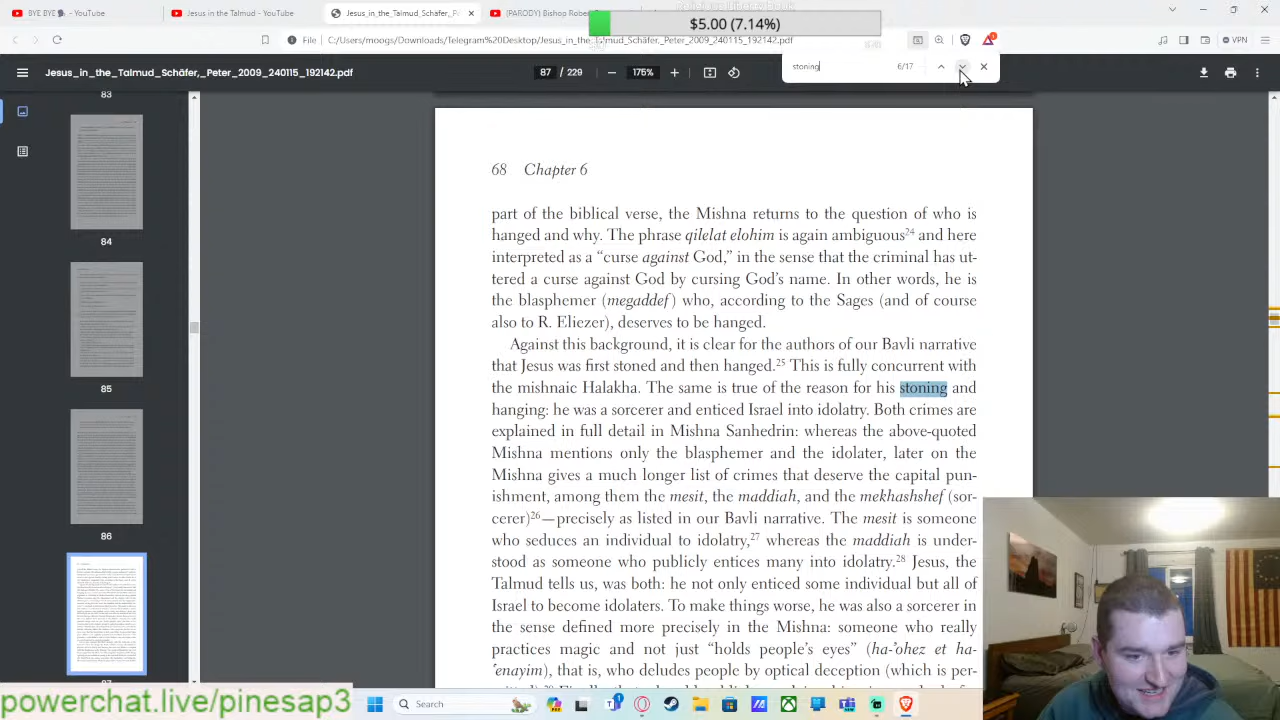 -BYE BYE - YouTube
Jesus_in_the_Talmud_Schäfer,_P
(PARODY) Bishop Rober
$5.00 (7.14%)
File
C:/Users/moogs/Downloads/Telegram%20Desktop/Jesus_in_the_Talmud_Schäfer,_Peter_2009_240115_192142.pdf
VPN
Jesus_in_the_Talmud_Schäfer,_Peter_2009_240115_192142.pdf
87 / 229
175%
stoning
6/17
83
84
85
86
68 Chapter 6
part of the biblical verse, the Mishna returns to the question of who is
hanged and why. The phrase qilelat elohim is again ambiguous24 and here
interpreted as a “curse against God,” in the sense that the criminal has ut-
tered a curse against God by cursing God’s name. In other words, he is
the blasphemer (megaddef) who, according to the Sages (and of course
also to R. Eliezer), deserves to be hanged.
Against this background, it is clear for the authors of our Bavli narrative
that Jesus was first stoned and then hanged.25 This is fully concurrent with
the mishnaic Halakha. The same is true of the reason for his stoning and
hanging: he was a sorcerer and enticed Israel into idolatry. Both crimes are
explained in full detail in Mishna Sanhedrin: whereas the above-quoted
Mishna mentions only the blasphemer and the idolater, later on the
Mishna gives a much longer list of crimes that deserve the capital pun-
ishment, among them the mesit, the maddiah, and the mekhashshef (sor-
cerer)26—precisely as listed in our Bavli narrative. The mesit is someone
who seduces an individual to idolatry,27 whereas the maddiah is under-
stood as someone who publicly entices many into idolatry.28 Jesus, the
Talmud tells us, was both: he not only enticed some individual but all of
Israel to become idolaters. To make things worse, he was also a sorcerer in
the sense defined more precisely in the Mishna: someone who really
practices magic and not just “holds people’s eyes” (ha-ohez et ha-
ʿenayim), that is, who deludes people by optical deception (which is per-
powerchat.live/pinesap3
Search